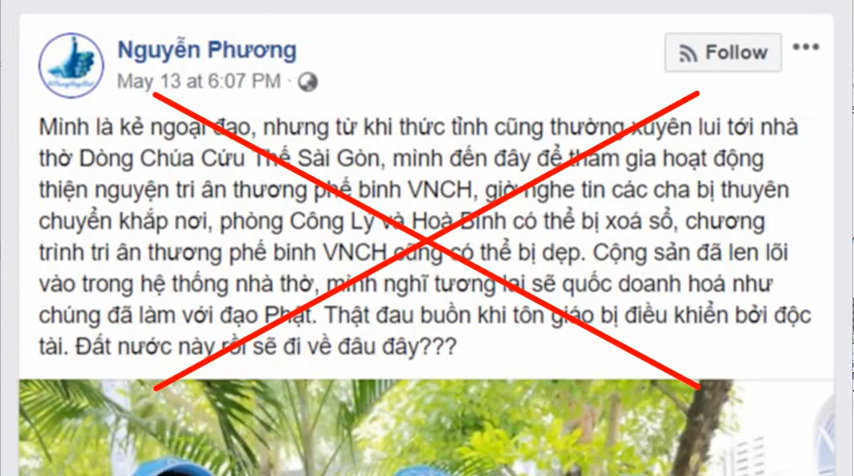 Nguyễn Phương
Follow
May 13 at 6:07 PM ·
Mình là kẻ ngoại đạo, nhưng từ khi thức tỉnh cũng thường xuyên lui tới nhà
thờ Dòng Chúa Cứu Thế Sài Gòn, mình đến đây để tham gia hoạt động
thiện nguyện tri ân thương phế binh VNCH, giờ nghe tin các cha bị thuyên
chuyển khắp nơi, phòng Công Lý và Hoà Bình có thể bị xoá sổ, chương
trình tri ân thương phế binh VNCH cũng có thể bị dẹp. Cộng sản đã len lõi
vào trong hệ thống nhà thờ, mình nghĩ tương lai sẽ quốc doanh hoá như
chúng đã làm với đạo Phật. Thật đau buồn khi tôn giáo bị điều khiển bởi độc
tài. Đất nước này rồi sẽ đi về đâu đây???